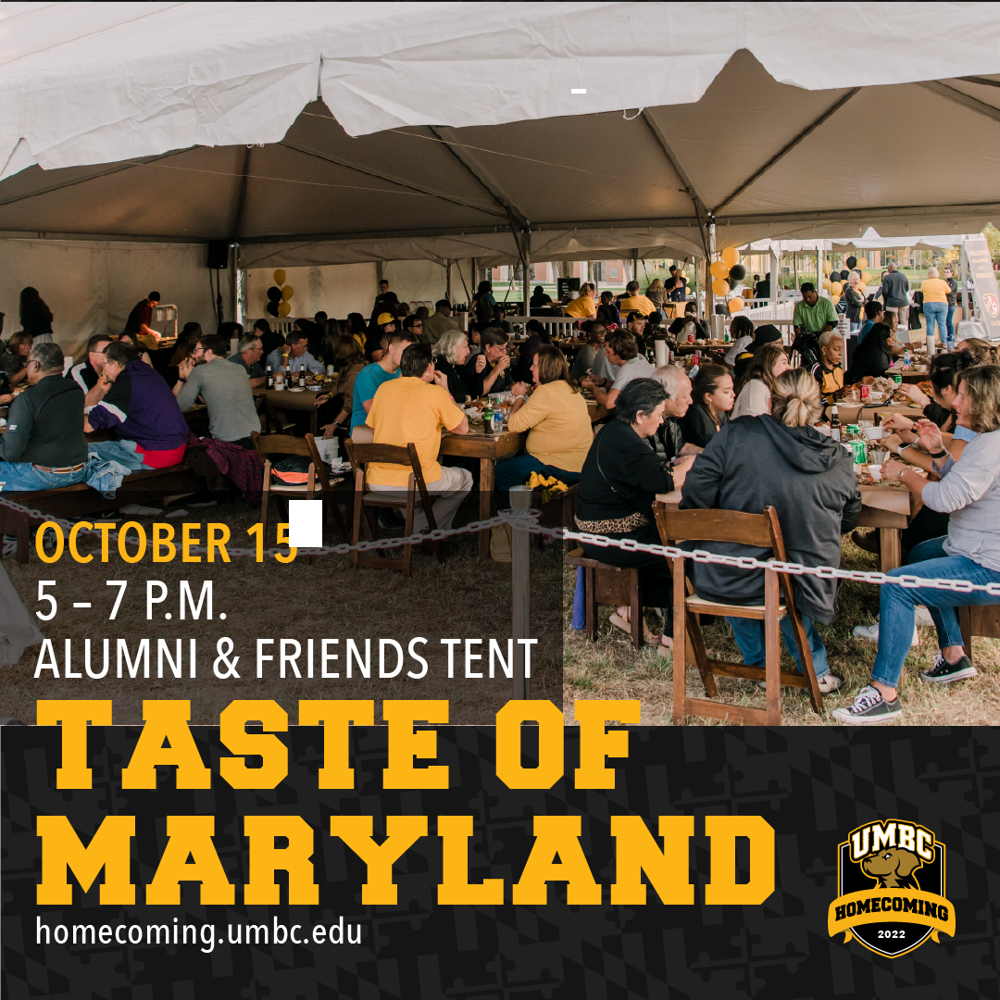 OCTOBER 15
5 – 7 P.M.
ALUMNI & FRIENDS TENT
TASTE OF
MARYLAND
homecoming.umbc.edu
UMBC
HOMECOMING
2022